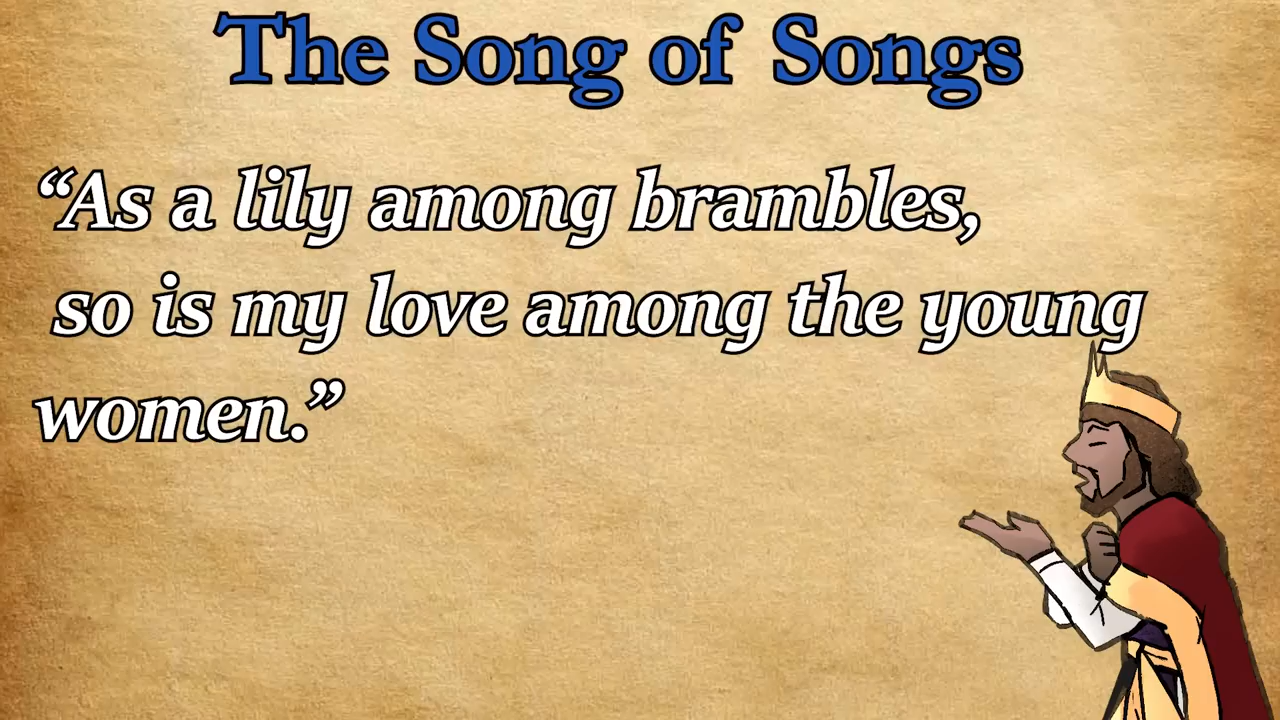 The Song of Songs
“As a lily among brambles,
so is my love among the young
women.”